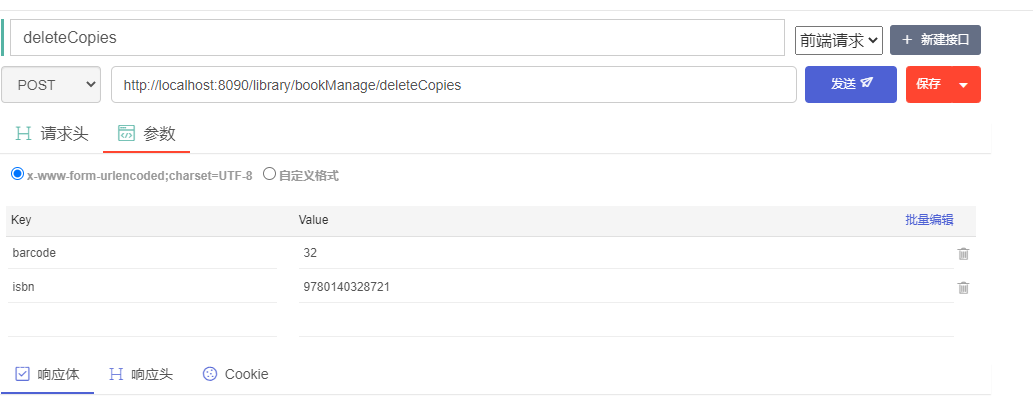 deleteCopies 前端请求 新建接口
POST http://localhost:8090/library/bookManage/deleteCopies 发送 保存
请求头 参数
x-www-form-urlencoded;charset=UTF-8 自定义格式
Key Value 批量编辑
barcode 32
isbn 9780140328721
响应体 响应头 Cookie